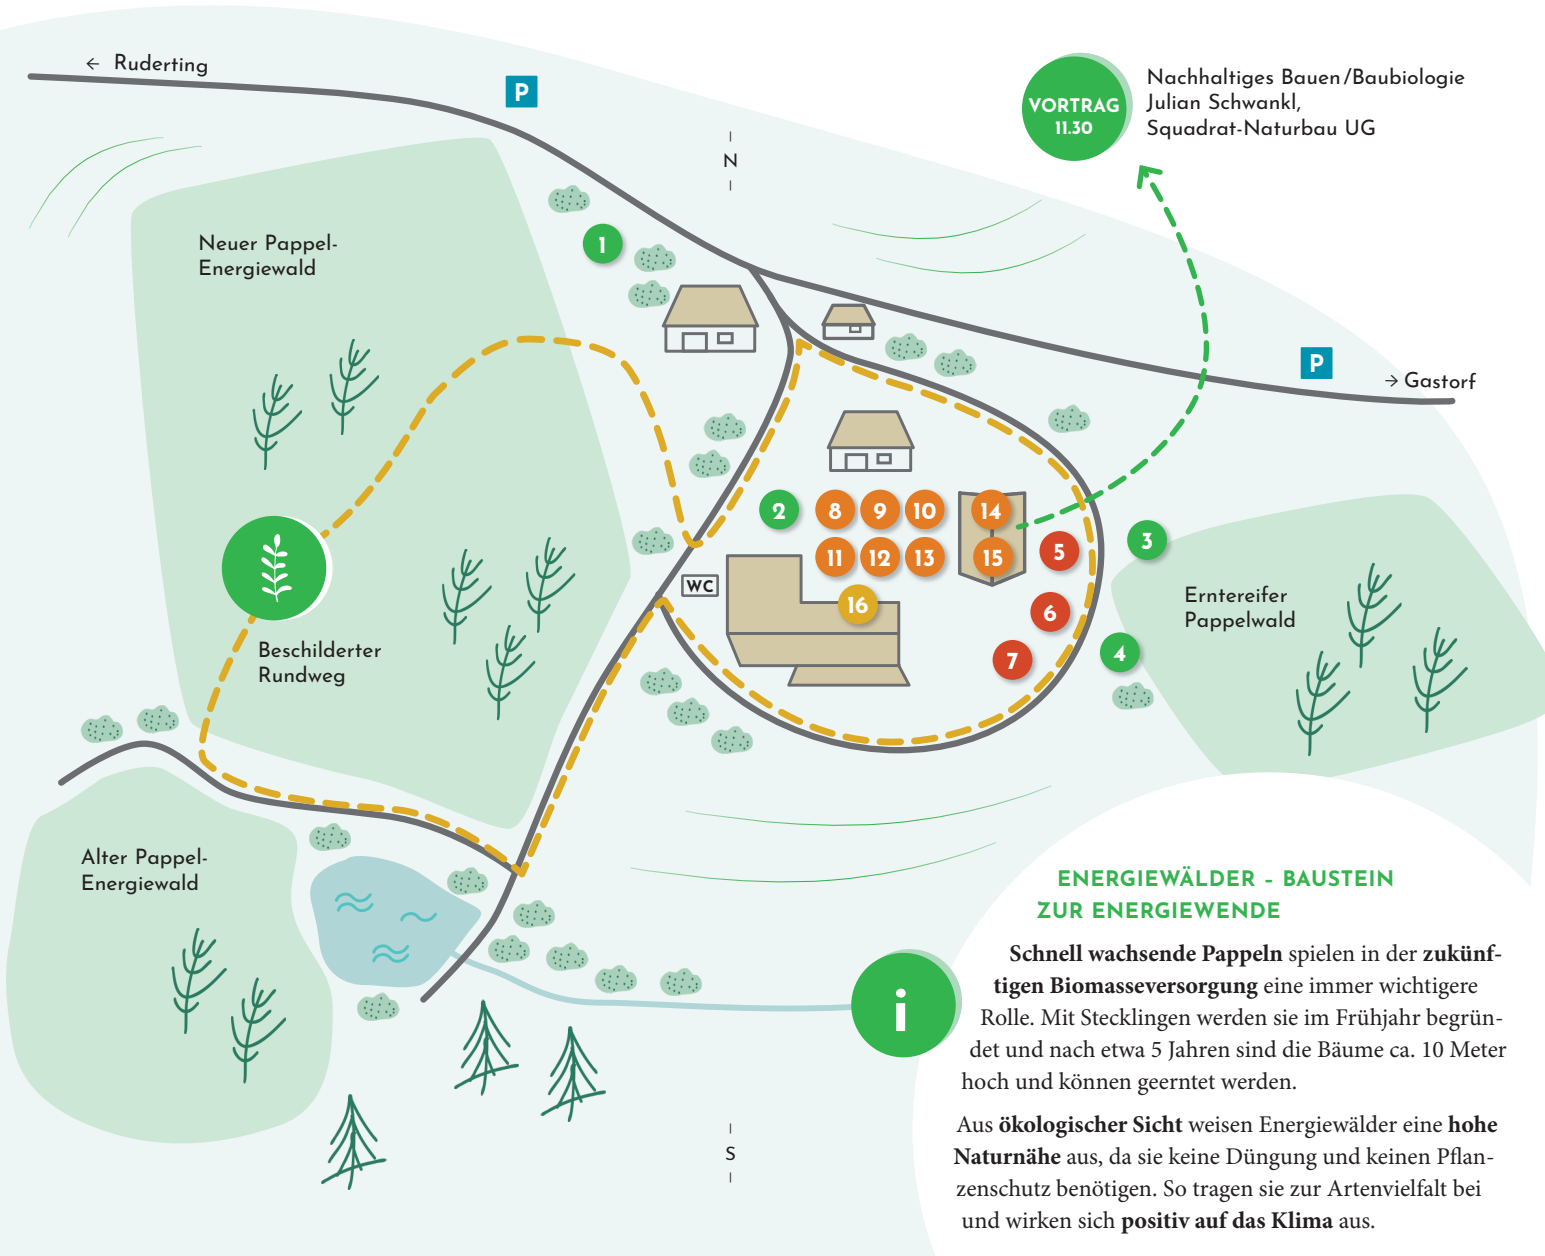 ← Ruderting
P
VORTRAG
11.30
Nachhaltiges Bauen/Baubiologie
Julian Schwankl,
Squadrat-Naturbau UG
N
Neuer Pappel-
Energiewald
1
P
→ Gastorf
2
8
9
10
14
11
12
13
15
5
3
WC
16
6
7
4
Erntereifer
Pappelwald
Beschilderter
Rundweg
Alter Pappel-
Energiewald
i
S
ENERGIEWÄLDER – BAUSTEIN
ZUR ENERGIEWENDE
Schnell wachsende Pappeln spielen in der zukünf-
tigen Biomasseversorgung eine immer wichtigere
Rolle. Mit Stecklingen werden sie im Frühjahr begrün-
det und nach etwa 5 Jahren sind die Bäume ca. 10 Meter
hoch und können geerntet werden.
Aus ökologischer Sicht weisen Energiewälder eine hohe
Naturnähe aus, da sie keine Düngung und keinen Pflan-
zenschutz benötigen. So tragen sie zur Artenvielfalt bei
und wirken sich positiv auf das Klima aus.